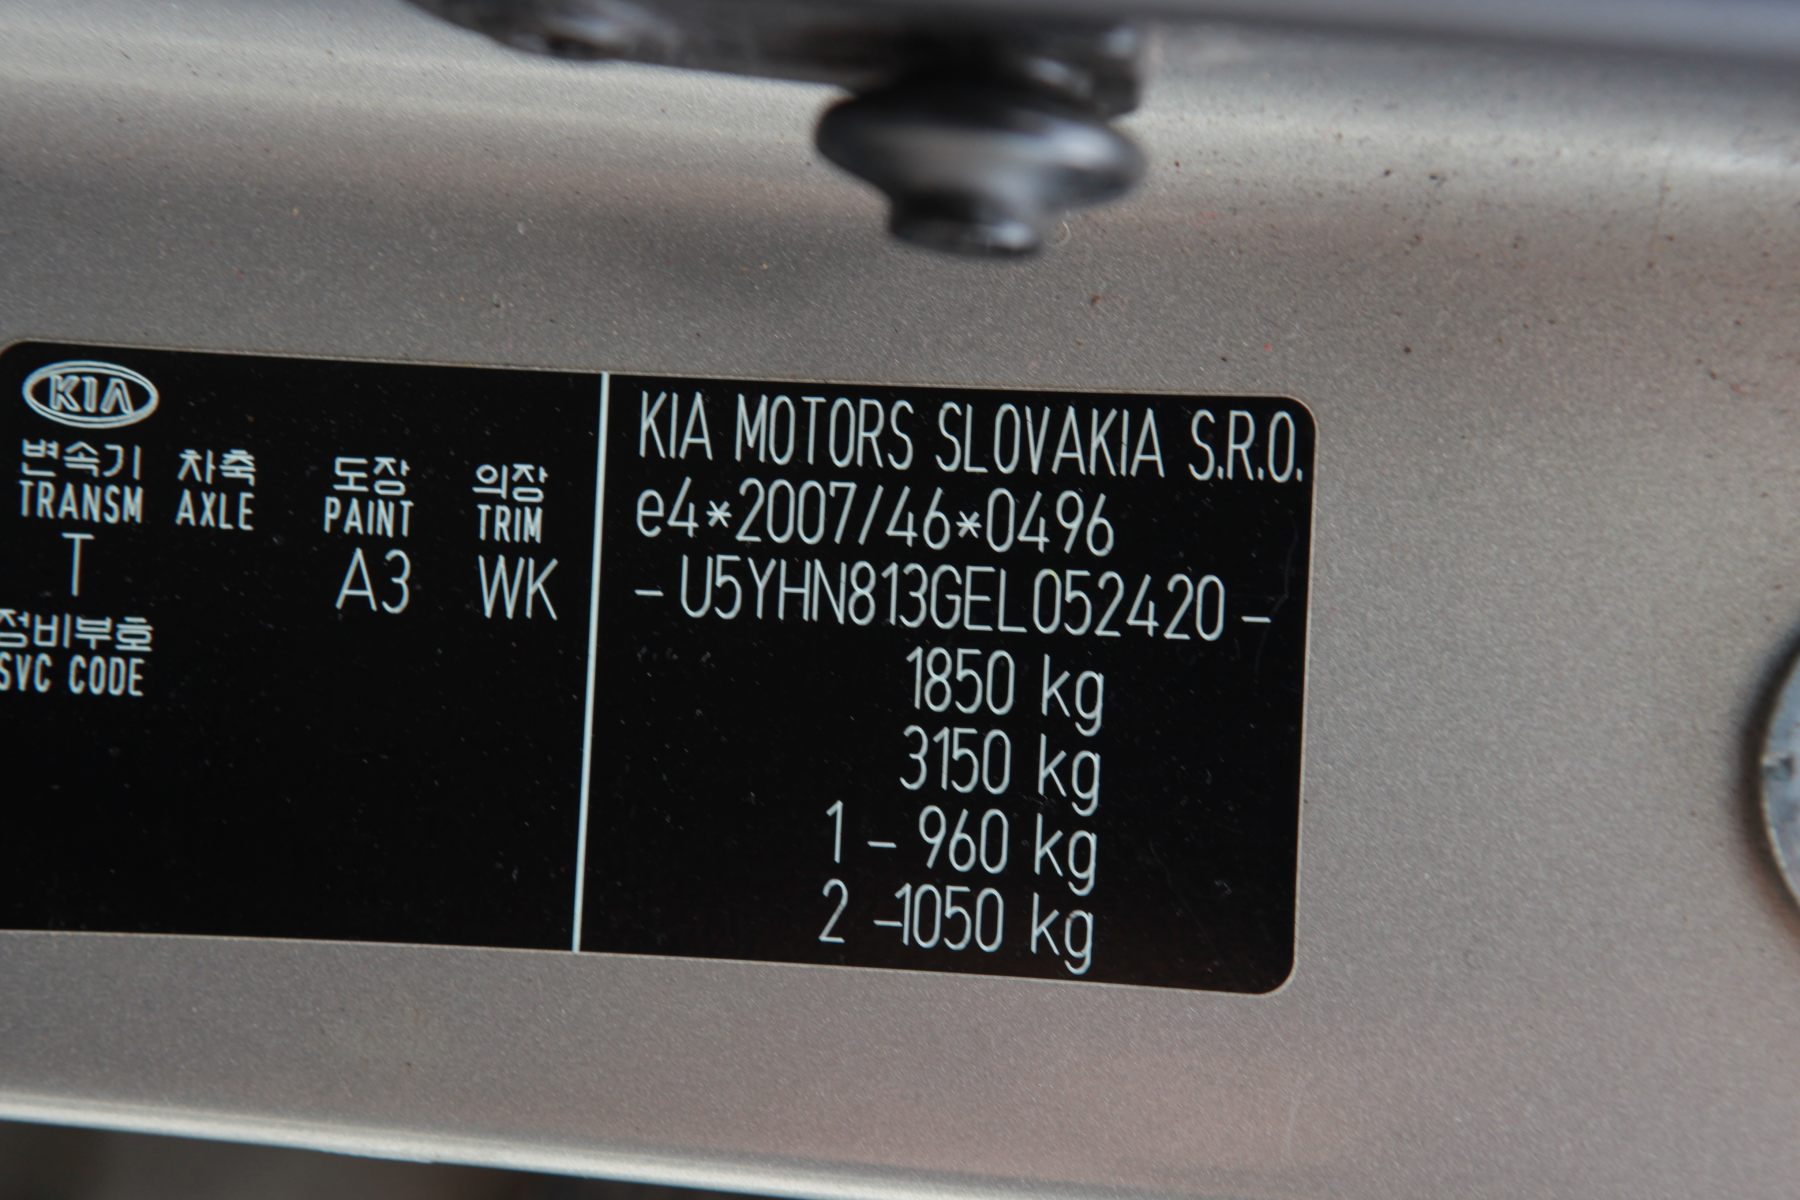 KIA
변속기 차축 도장 의장
TRANSM AXLE PAINT TRIM
T A3 WK
정비부호
SVC CODE
KIA MOTORS SLOVAKIA S.R.O.
e4*2007/46*0496
- U5YHN813GEL052420 -
1850 kg
3150 kg
1 - 960 kg
2 -1050 kg